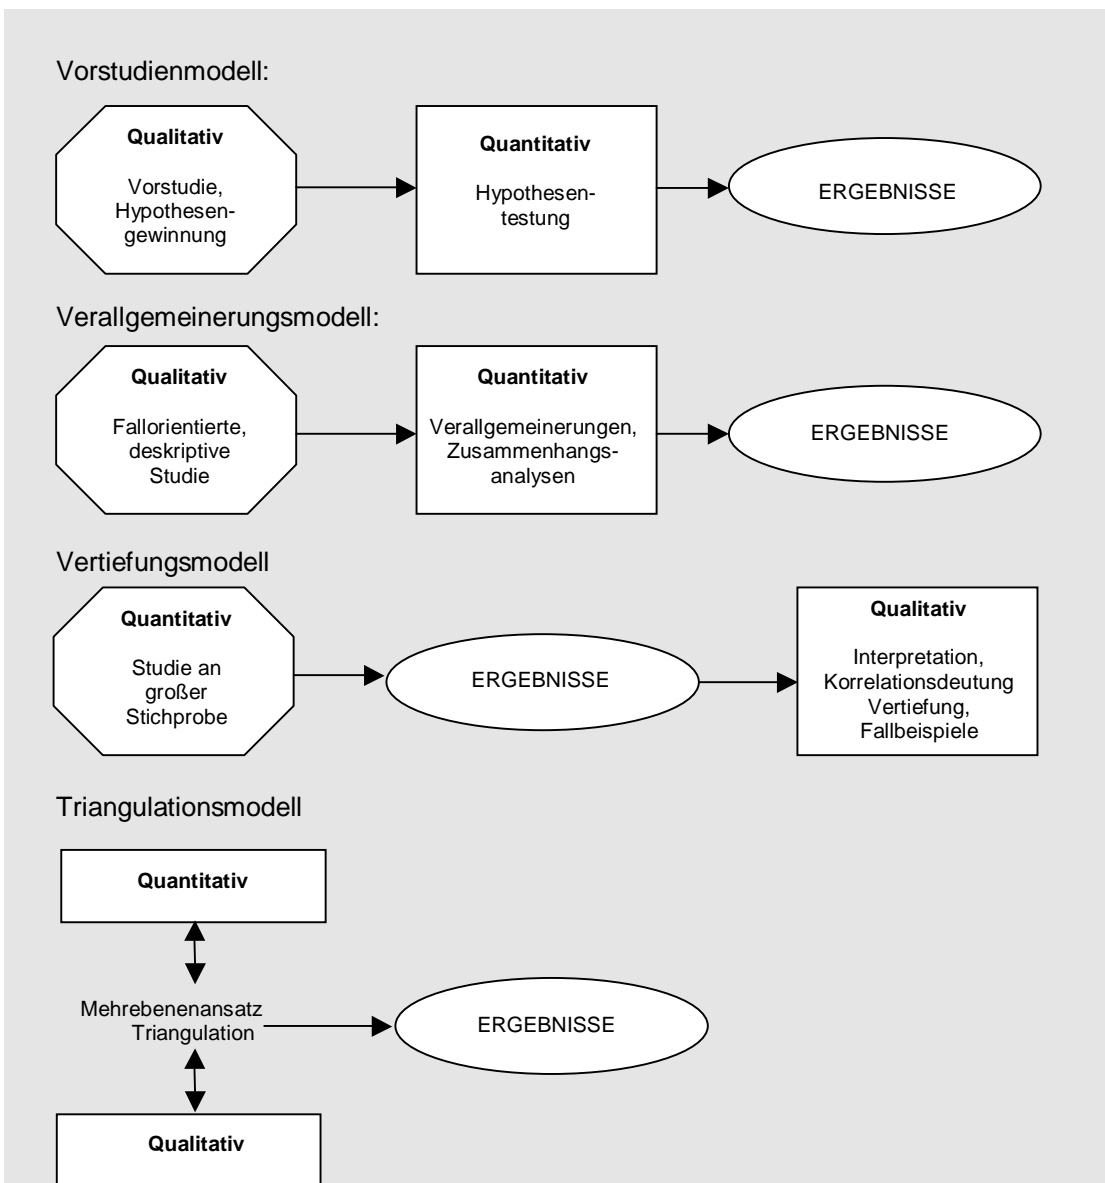 Vorstudienmodell:
Qualitativ
Vorstudie,
Hypothesen-
gewinnung
Quantitativ
Hypothesen-
testung
ERGEBNISSE
Verallgemeinerungsmodell:
Qualitativ
Fallorientierte,
deskriptive
Studie
Quantitativ
Verallgemeinerungen,
Zusammenhangs-
analysen
ERGEBNISSE
Vertiefungsmodell
Quantitativ
Studie an
großer
Stichprobe
ERGEBNISSE
Qualitativ
Interpretation,
Korrelationsdeutung
Vertiefung,
Fallbeispiele
Triangulationsmodell
Quantitativ
Mehrebenenansatz
Triangulation
ERGEBNISSE
Qualitativ